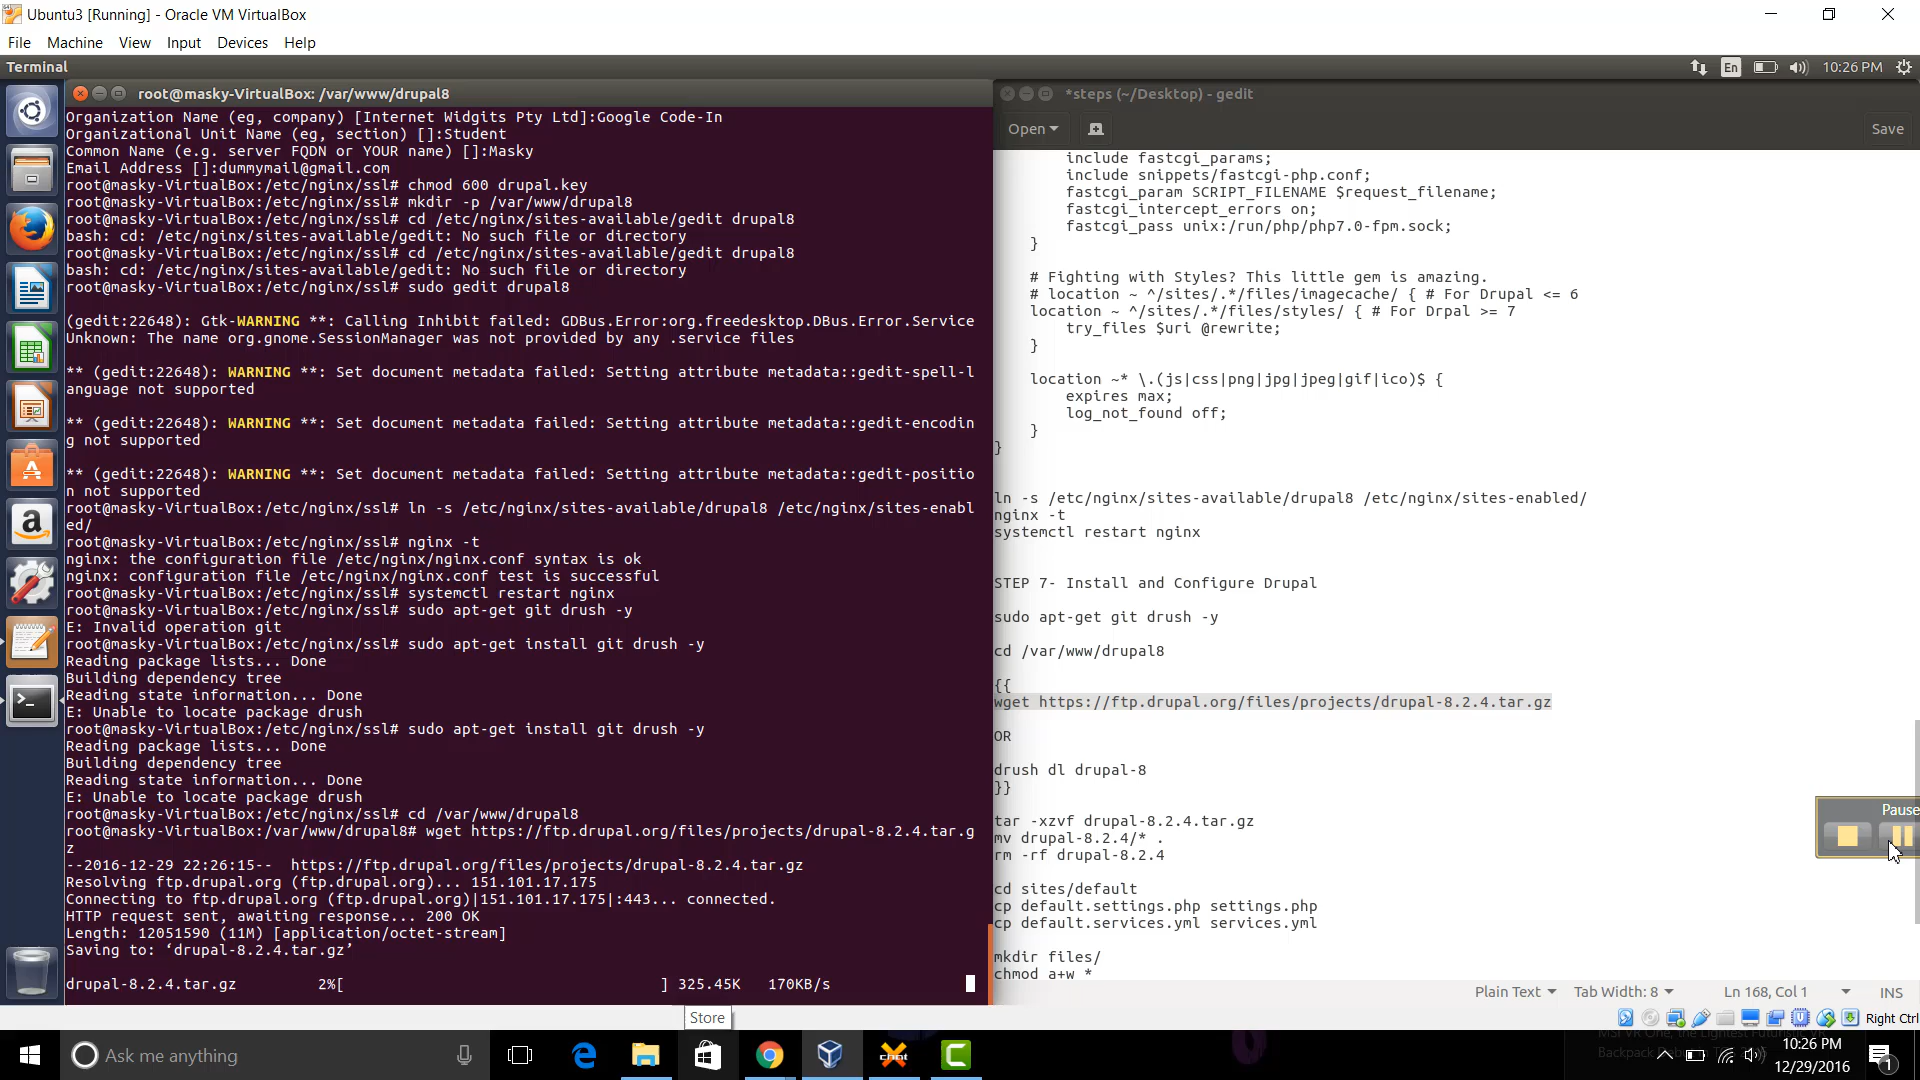 Ubuntu3 [Running] - Oracle VM VirtualBox
File Machine View Input Devices Help
Terminal
En
10:26 PM
root@masky-VirtualBox: /var/www/drupal8
Organization Name (eg, company) [Internet Widgits Pty Ltd]:Google Code-In
Organizational Unit Name (eg, section) []:Student
Common Name (e.g. server FQDN or YOUR name) []:Masky
Email Address []:dummymail@gmail.com
root@masky-VirtualBox:/etc/nginx/ssl# chmod 600 drupal.key
root@masky-VirtualBox:/etc/nginx/ssl# mkdir -p /var/www/drupal8
root@masky-VirtualBox:/etc/nginx/ssl# cd /etc/nginx/sites-available/gedit drupal8
bash: cd: /etc/nginx/sites-available/gedit: No such file or directory
root@masky-VirtualBox:/etc/nginx/ssl# cd /etc/nginx/sites-available/gedit drupal8
bash: cd: /etc/nginx/sites-available/gedit: No such file or directory
root@masky-VirtualBox:/etc/nginx/ssl# sudo gedit drupal8
(gedit:22648): Gtk-WARNING **: Calling Inhibit failed: GDBus.Error:org.freedesktop.DBus.Error.Service
Unknown: The name org.gnome.SessionManager was not provided by any .service files
** (gedit:22648): WARNING **: Set document metadata failed: Setting attribute metadata::gedit-spell-l
anguage not supported
** (gedit:22648): WARNING **: Set document metadata failed: Setting attribute metadata::gedit-encodin
g not supported
** (gedit:22648): WARNING **: Set document metadata failed: Setting attribute metadata::gedit-positio
n not supported
root@masky-VirtualBox:/etc/nginx/ssl# ln -s /etc/nginx/sites-available/drupal8 /etc/nginx/sites-enabl
ed/
root@masky-VirtualBox:/etc/nginx/ssl# nginx -t
nginx: the configuration file /etc/nginx/nginx.conf syntax is ok
nginx: configuration file /etc/nginx/nginx.conf test is successful
root@masky-VirtualBox:/etc/nginx/ssl# systemctl restart nginx
root@masky-VirtualBox:/etc/nginx/ssl# sudo apt-get git drush -y
E: Invalid operation git
root@masky-VirtualBox:/etc/nginx/ssl# sudo apt-get install git drush -y
Reading package lists... Done
Building dependency tree
Reading state information... Done
E: Unable to locate package drush
root@masky-VirtualBox:/etc/nginx/ssl# sudo apt-get install git drush -y
Reading package lists... Done
Building dependency tree
Reading state information... Done
E: Unable to locate package drush
root@masky-VirtualBox:/etc/nginx/ssl# cd /var/www/drupal8
root@masky-VirtualBox:/var/www/drupal8# wget https://ftp.drupal.org/files/projects/drupal-8.2.4.tar.g
z
--2016-12-29 22:26:15-- https://ftp.drupal.org/files/projects/drupal-8.2.4.tar.gz
Resolving ftp.drupal.org (ftp.drupal.org)... 151.101.17.175
Connecting to ftp.drupal.org (ftp.drupal.org)|151.101.17.175|:443... connected.
HTTP request sent, awaiting response... 200 OK
Length: 12051590 (11M) [application/octet-stream]
Saving to: ‘drupal-8.2.4.tar.gz’
drupal-8.2.4.tar.gz 2%[ ] 325.45K 170KB/s
*steps (~/Desktop) - gedit
Open
Save
include fastcgi_params;
include snippets/fastcgi-php.conf;
fastcgi_param SCRIPT_FILENAME $request_filename;
fastcgi_intercept_errors on;
fastcgi_pass unix:/run/php/php7.0-fpm.sock;
}
# Fighting with Styles? This little gem is amazing.
# location ~ ^/sites/.*/files/imagecache/ { # For Drupal <= 6
location ~ ^/sites/.*/files/styles/ { # For Drpal >= 7
try_files $uri @rewrite;
}
location ~* \.(js|css|png|jpg|jpeg|gif|ico)$ {
expires max;
log_not_found off;
}
}
ln -s /etc/nginx/sites-available/drupal8 /etc/nginx/sites-enabled/
nginx -t
systemctl restart nginx
STEP 7- Install and Configure Drupal
sudo apt-get git drush -y
cd /var/www/drupal8
{{
wget https://ftp.drupal.org/files/projects/drupal-8.2.4.tar.gz
OR
drush dl drupal-8
}}
tar -xzvf drupal-8.2.4.tar.gz
mv drupal-8.2.4/* .
rm -rf drupal-8.2.4
cd sites/default
cp default.settings.php settings.php
cp default.services.yml services.yml
mkdir files/
chmod a+w *
Plain Text Tab Width: 8 Ln 168, Col 1 INS
Pause
Right Ctrl
Store
Ask me anything
10:26 PM
12/29/2016
1